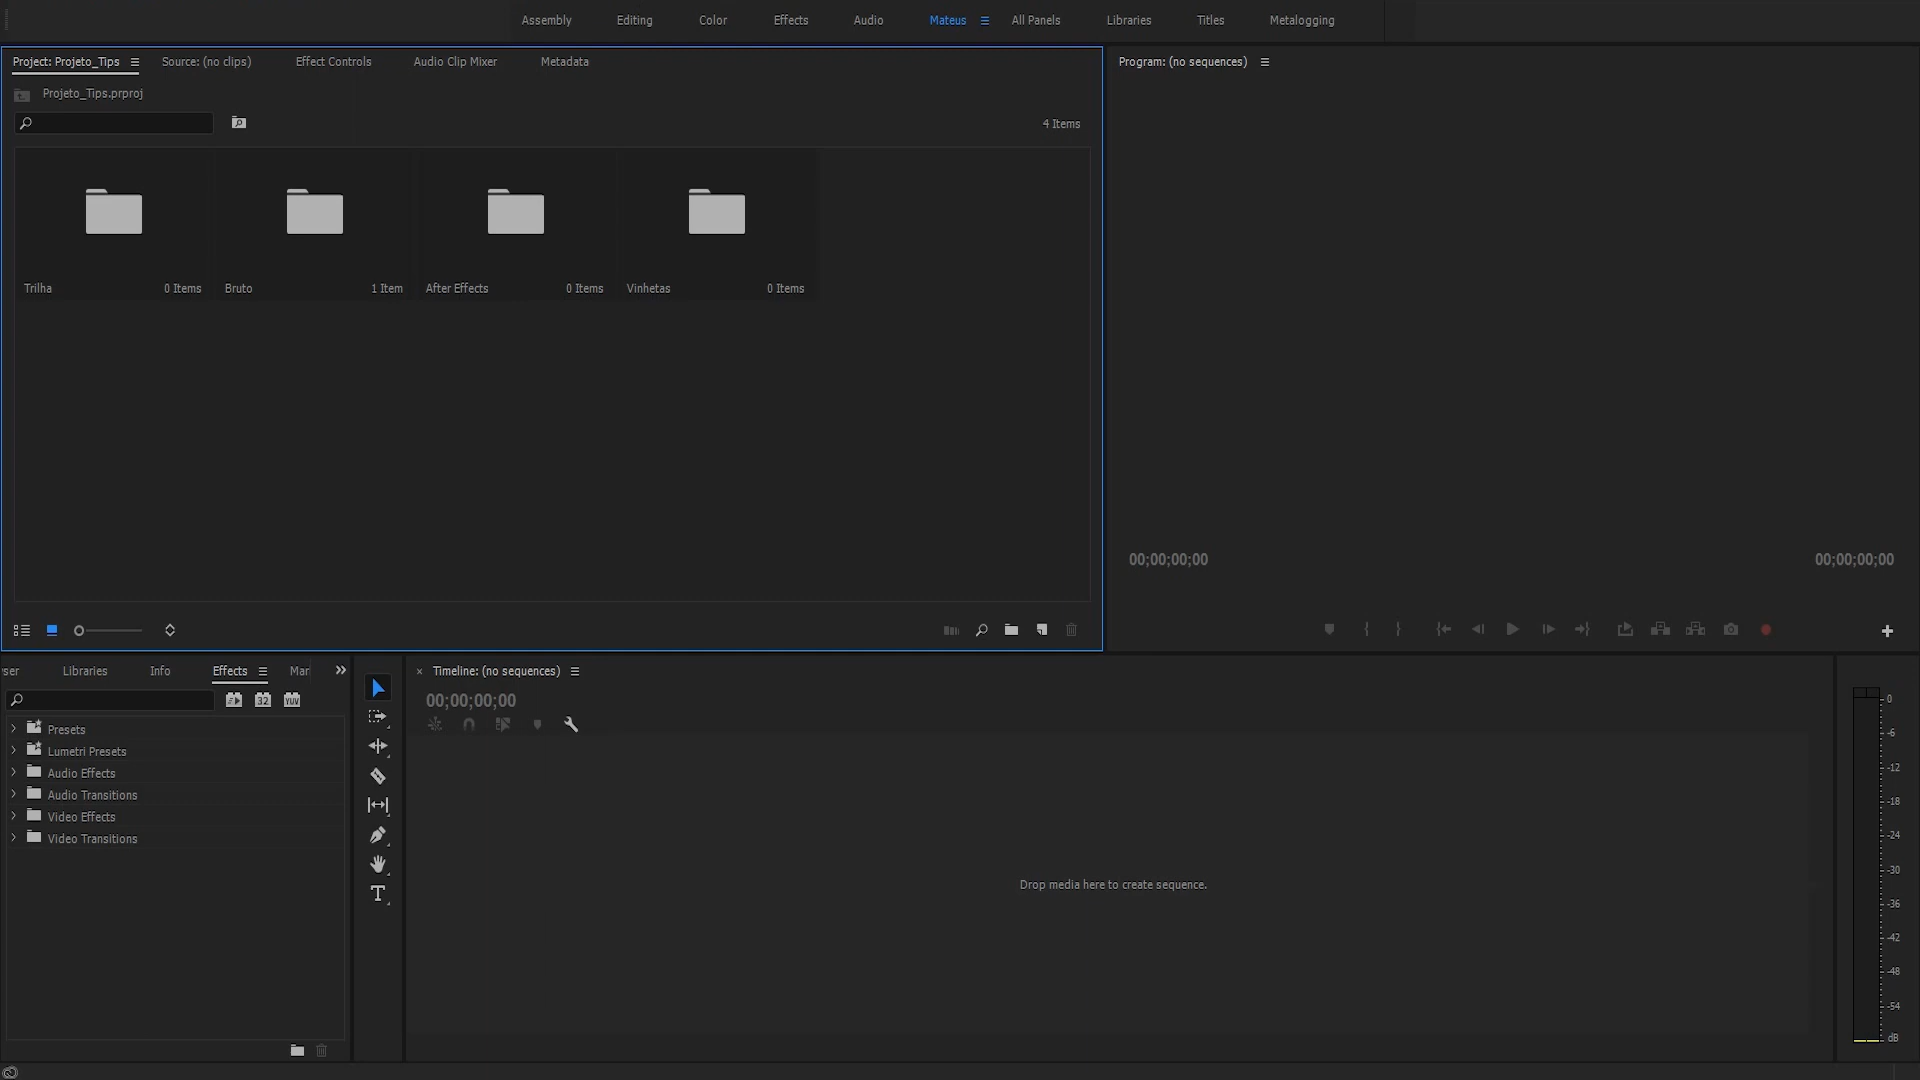 Assembly Editing Color Effects Audio Mateus All Panels Libraries Titles Metalogging
Project: Projeto_Tips Source: (no clips) Effect Controls Audio Clip Mixer Metadata
Program: (no sequences)
Projeto_Tips.prproj
4 Items
Trilha 0 Items Bruto 1 Item After Effects 0 Items Vinhetas 0 Items
00;00;00;00 00;00;00;00
ser Libraries Info Effects Mar
Timeline: (no sequences)
00;00;00;00
32 YUV
Presets
Lumetri Presets
Audio Effects
Audio Transitions
Video Effects
Video Transitions
Drop media here to create sequence.
0
-6
-12
-18
-24
-30
-36
-42
-48
-54
dB